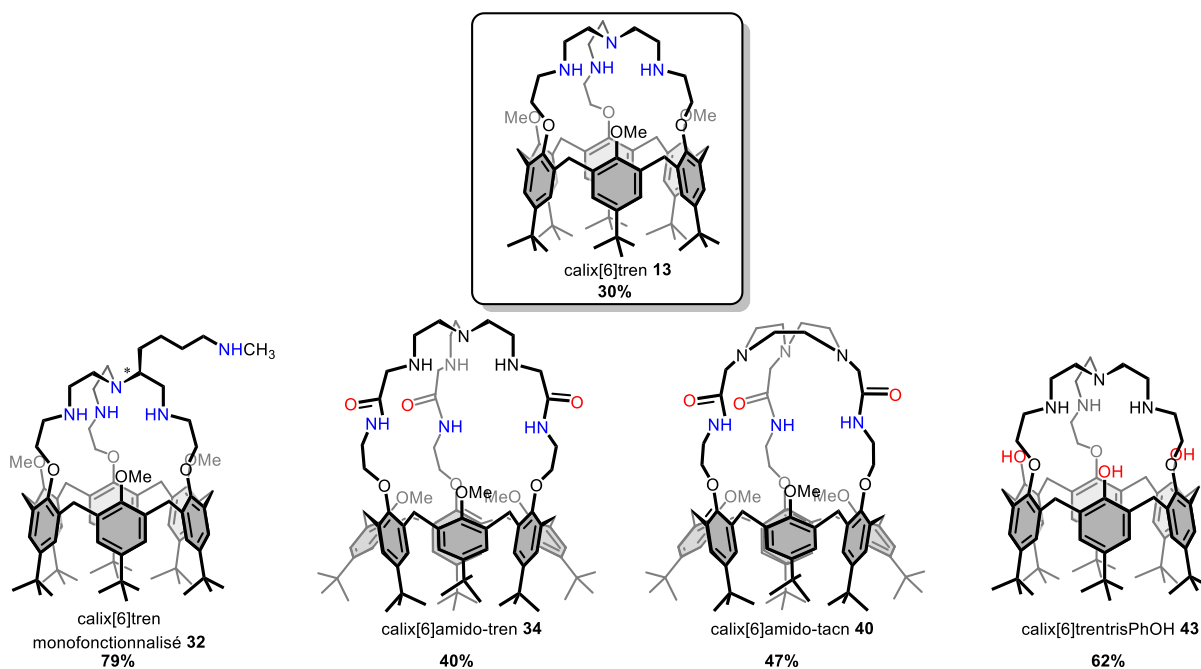 N
NH
NH
HN
O
O
MeO
OMe
OMe
calix[6]tren 13
30%
NHCH3
N
*
NH
NH
HN
MeO
O
O
O
OMe
OMe
calix[6]tren
monofonctionnalisé 32
79%
N
NH
NH
HN
O
O
O
NH
NH
HN
O
O
O
OMe
OMe
MeO
calix[6]amido-tren 34
40%
N
N
N
O
O
O
NH
NH
HN
O
O
O
OMe
OMe
MeO
calix[6]amido-tacn 40
47%
N
NH
NH
HN
HO
O
O
O
OH
OH
calix[6]trentrisPhOH 43
62%